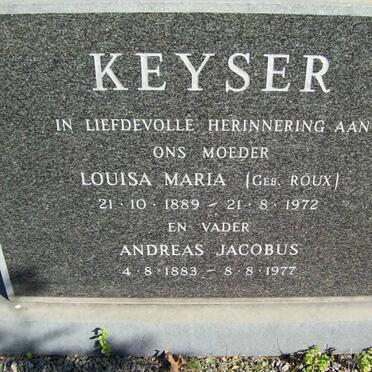 KEYSER
IN LIEFDEVOLLE HERINNERING AAN
ONS MOEDER
LOUISA MARIA (GEB. ROUX)
21·10·1889 – 21·8·1972
EN VADER
ANDREAS JACOBUS
4·8·1883 – 8·8·1977